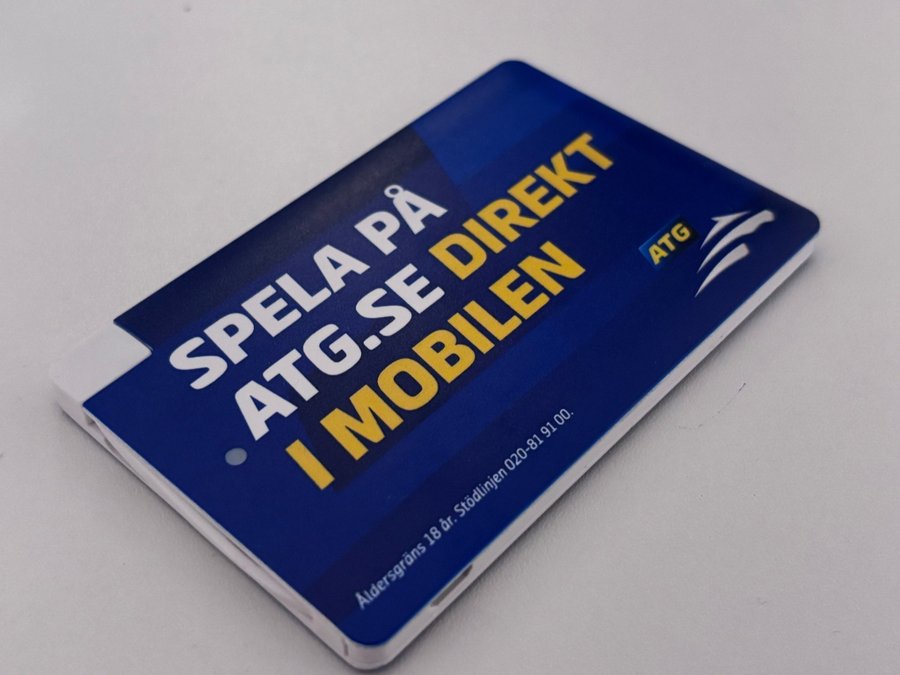 SPELA PÅ
ATG.SE DIREKT
I MOBILEN
ATG
Åldersgräns 18 år. Stödlinjen 020-81 91 00.